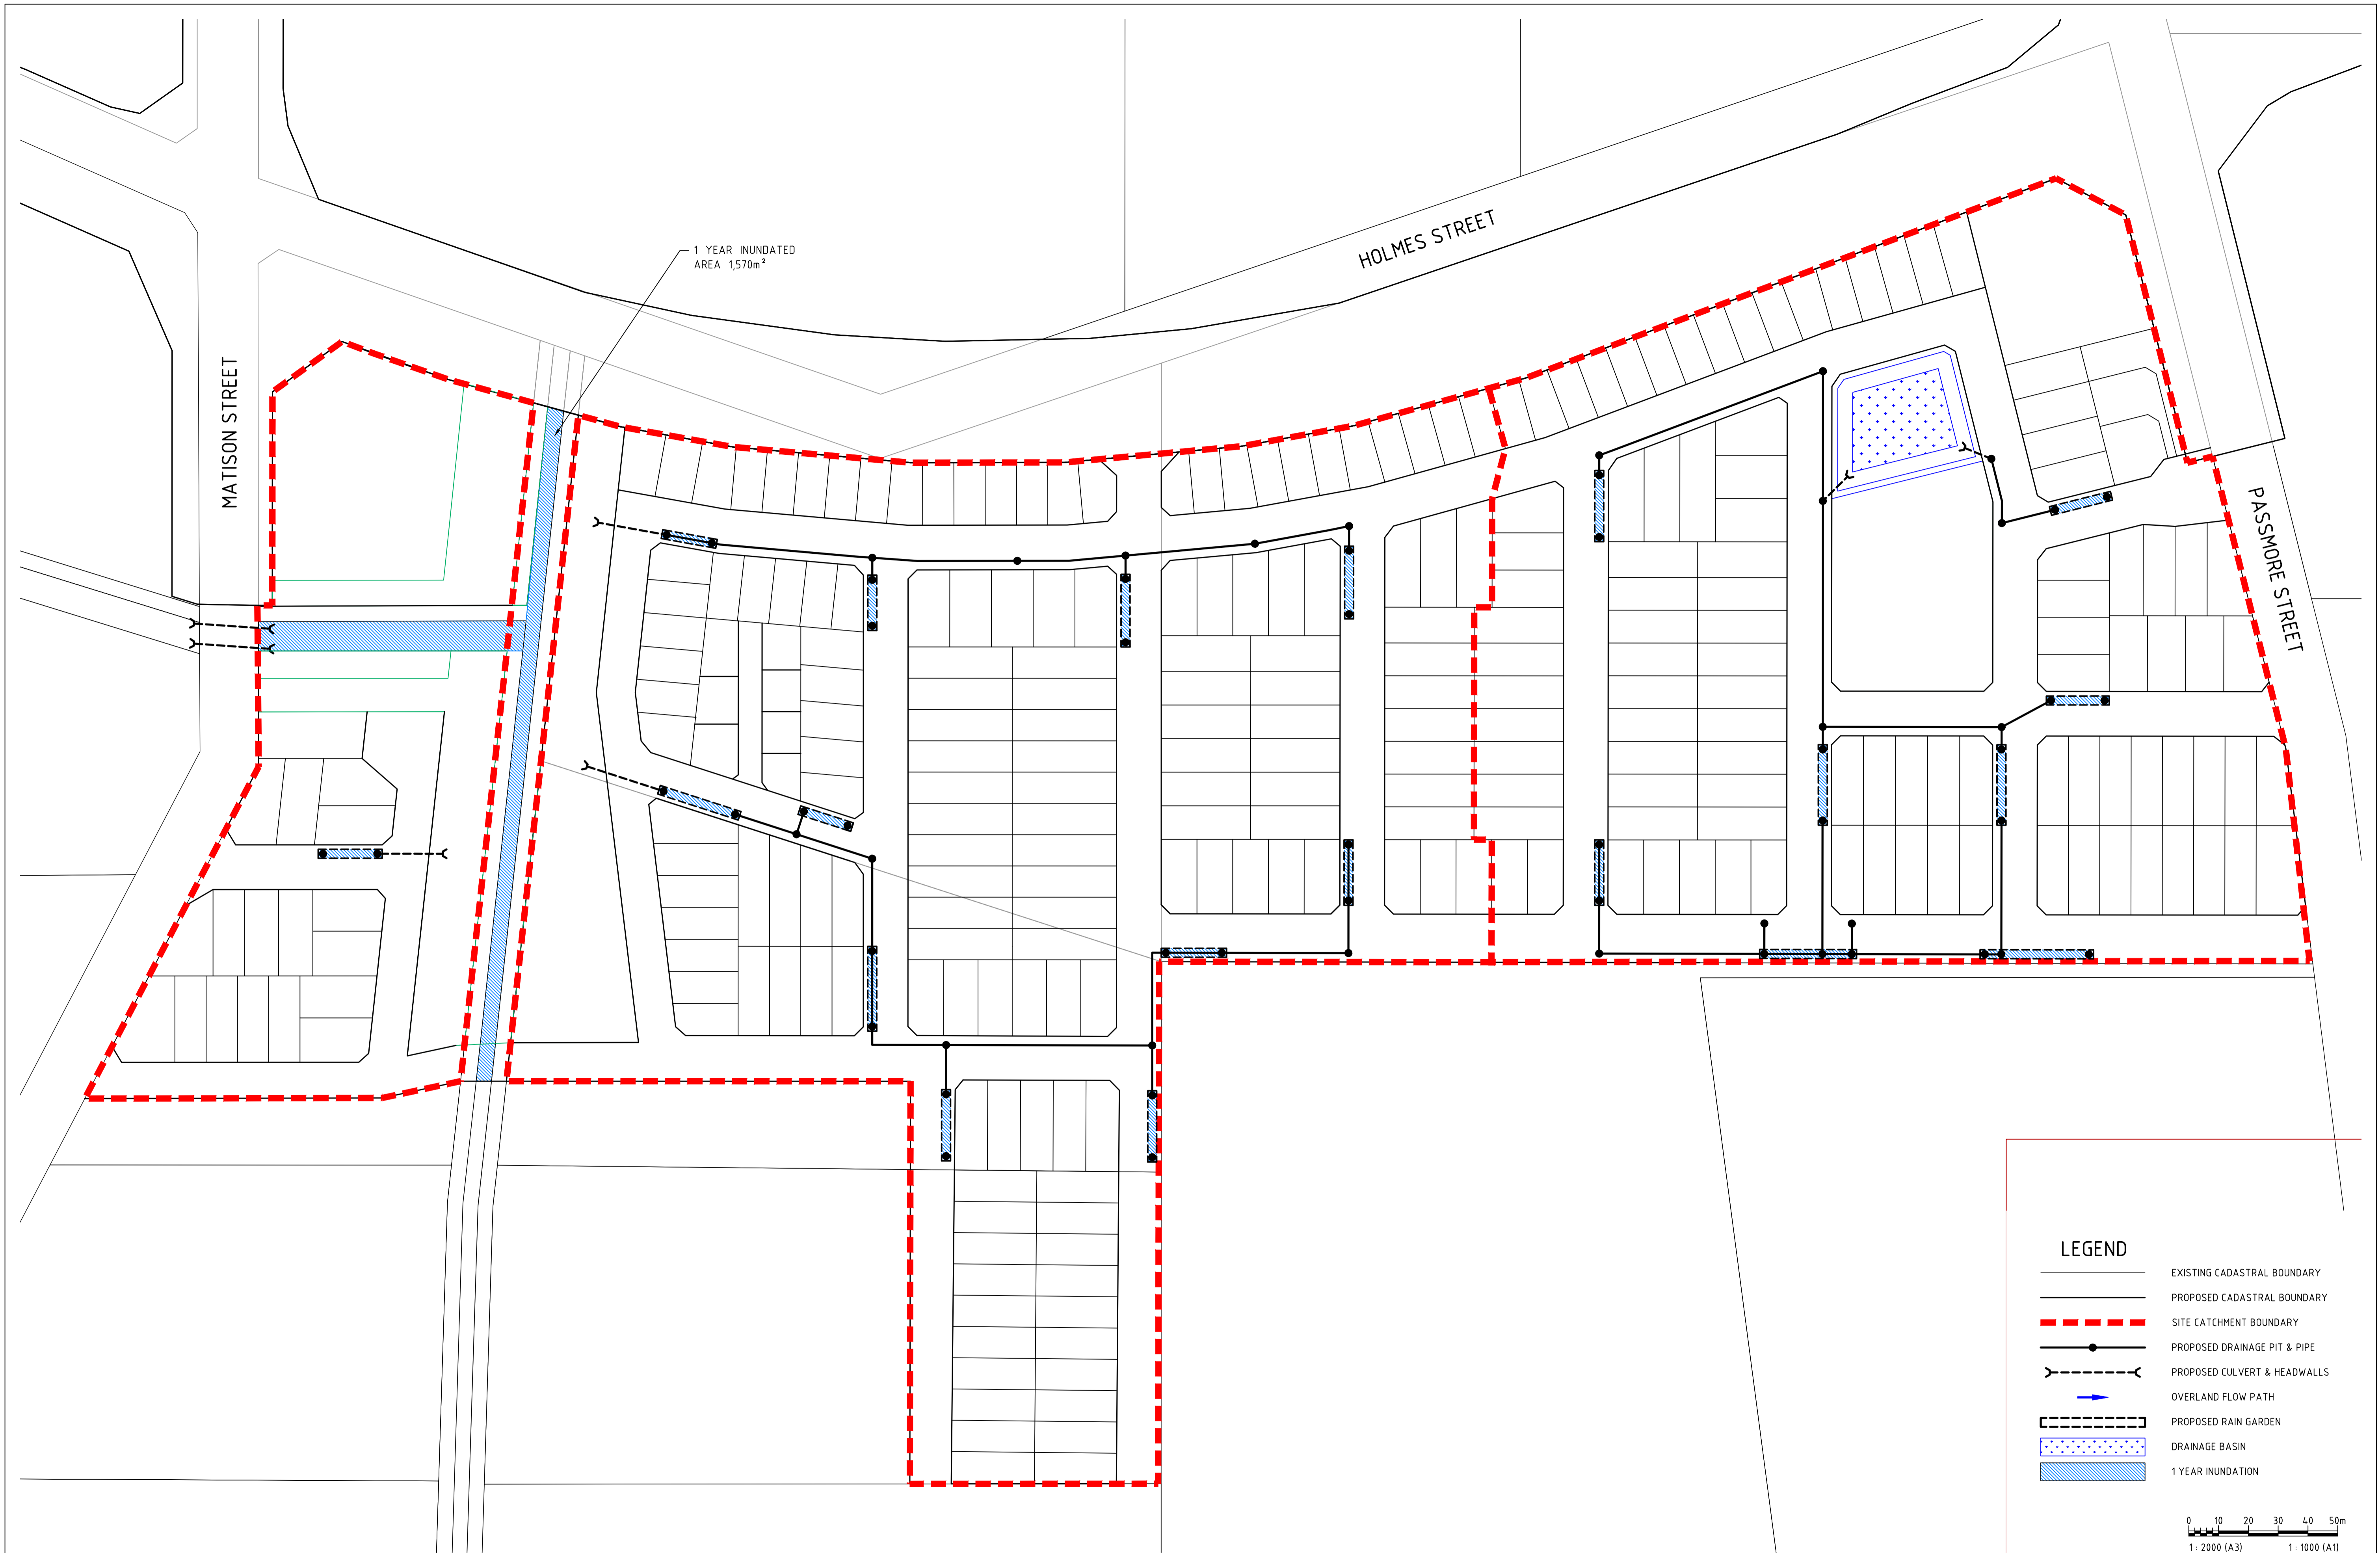 1 YEAR INUNDATED
AREA 1,570m²
HOLMES STREET
MATISON STREET
PASSMORE STREET
LEGEND
EXISTING CADASTRAL BOUNDARY
PROPOSED CADASTRAL BOUNDARY
SITE CATCHMENT BOUNDARY
PROPOSED DRAINAGE PIT & PIPE
PROPOSED CULVERT & HEADWALLS
OVERLAND FLOW PATH
PROPOSED RAIN GARDEN
DRAINAGE BASIN
1 YEAR INUNDATION
0 10 20 30 40 50m
1 : 2000 (A3) 1 : 1000 (A1)